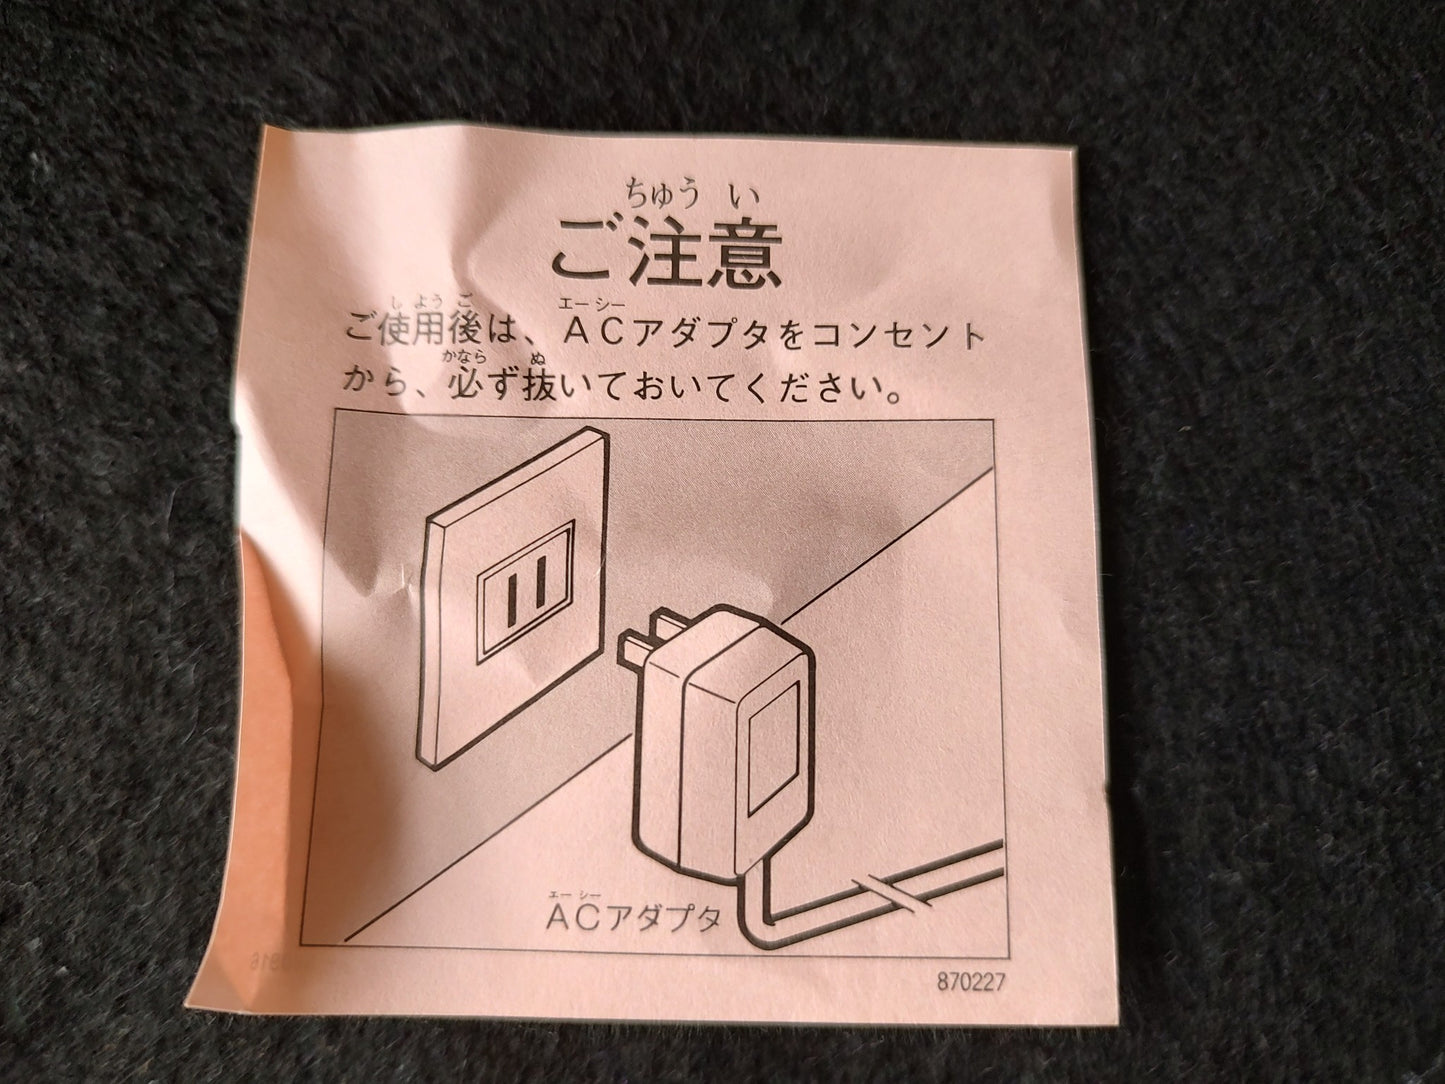 ちゅう い
ご注意
し よう ご エー シー
ご使用後は、ACアダプタをコンセント
かなら ぬ
から、必ず抜いておいてください。
エー シー
ACアダプタ
870227